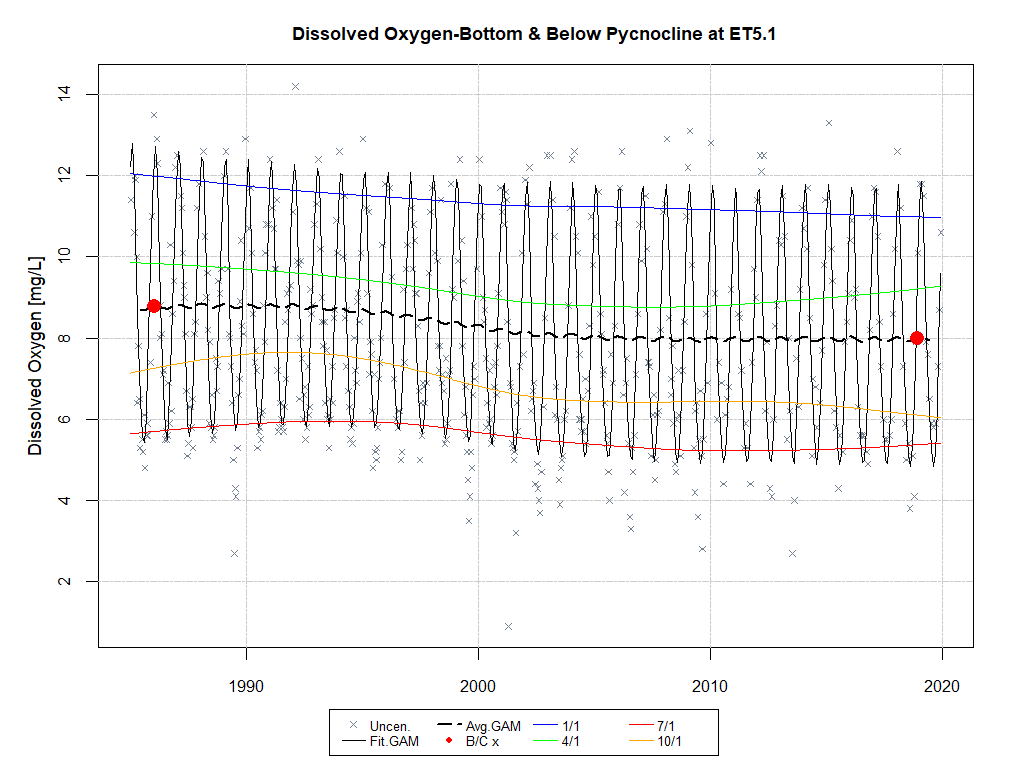 Dissolved Oxygen-Bottom & Below Pycnocline at ET5.1
Dissolved Oxygen [mg/L]
14
12
10
8
6
4
2
1990 2000 2010 2020
Uncen. Avg.GAM 1/1 7/1
Fit.GAM B/C x 4/1 10/1